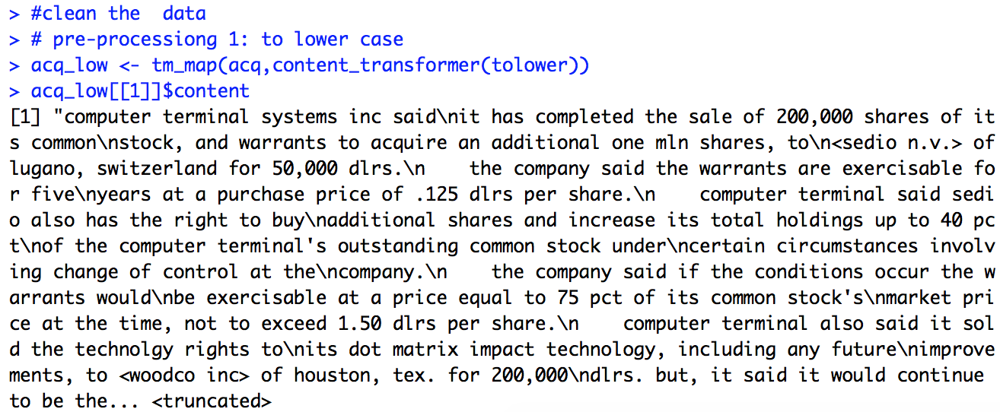 > #clean the  data
> # pre-processiong 1: to lower case
> acq_low <- tm_map(acq,content_transformer(tolower))
> acq_low[[1]]$content
[1] "computer terminal systems inc said\nit has completed the sale of 200,000 shares of it
s common\nstock, and warrants to acquire an additional one mln shares, to\n<sedio n.v.> of
lugano, switzerland for 50,000 dlrs.\n    the company said the warrants are exercisable fo
r five\nyears at a purchase price of .125 dlrs per share.\n    computer terminal said sedi
o also has the right to buy\nadditional shares and increase its total holdings up to 40 pc
t\nof the computer terminal's outstanding common stock under\ncertain circumstances involv
ing change of control at the\ncompany.\n    the company said if the conditions occur the w
arrants would\nbe exercisable at a price equal to 75 pct of its common stock's\nmarket pri
ce at the time, not to exceed 1.50 dlrs per share.\n    computer terminal also said it sol
d the technolgy rights to\nits dot matrix impact technology, including any future\nimprove
ments, to <woodco inc> of houston, tex. for 200,000\ndlrs. but, it said it would continue
to be the... <truncated>